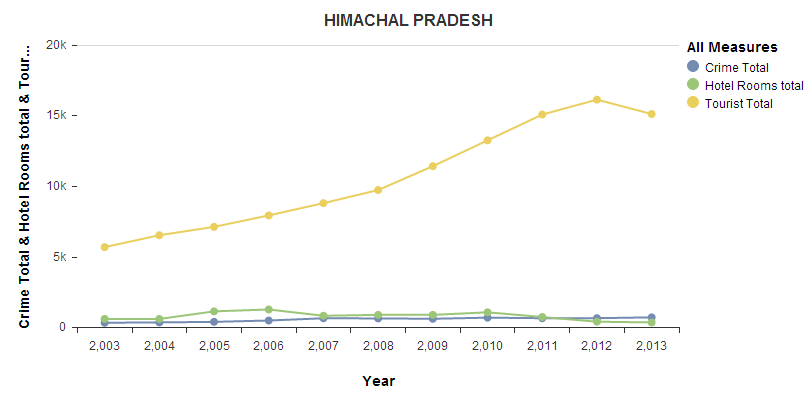 HIMACHAL PRADESH
All Measures
Crime Total
Hotel Rooms total
Tourist Total
Crime Total & Hotel Rooms total & Tour...
20k
15k
10k
5k
0
2,003 2,004 2,005 2,006 2,007 2,008 2,009 2,010 2,011 2,012 2,013
Year